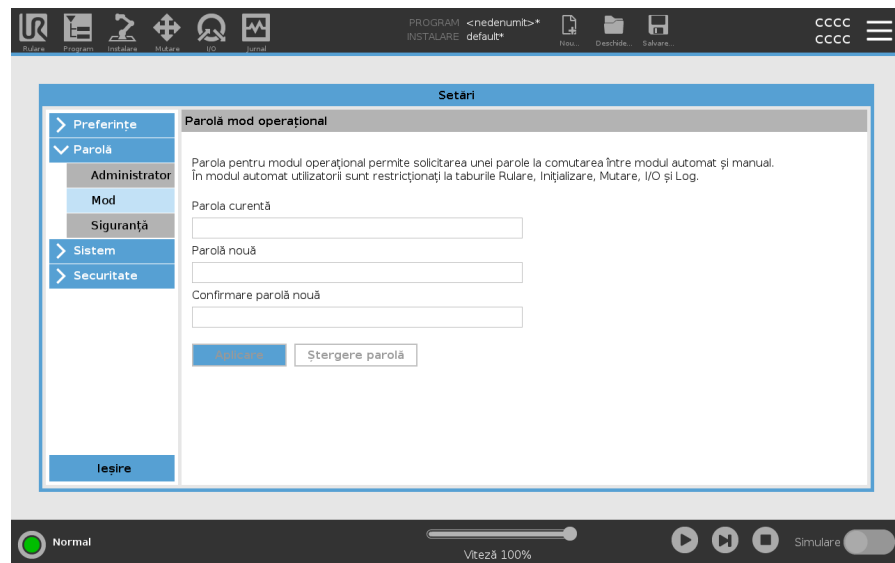 PROGRAM <nedenumit>*
INSTALARE default*
CCCC
CCCC
Rulare Program Instalare Mutare I/O Jurnal Nou... Deschide... Salvare...
Setări
Preferințe
Parolă
Administrator
Mod
Siguranță
Sistem
Securitate
Ieșire
Parolă mod operațional
Parola pentru modul operațional permite solicitarea unei parole la comutarea între modul automat și manual.
În modul automat utilizatorii sunt restricționați la taburile Rulare, Inițializare, Mutare, I/O și Log.
Parola curentă
Parolă nouă
Confirmare parolă nouă
Aplicare Ștergere parolă
Normal
Viteză 100%
Simulare